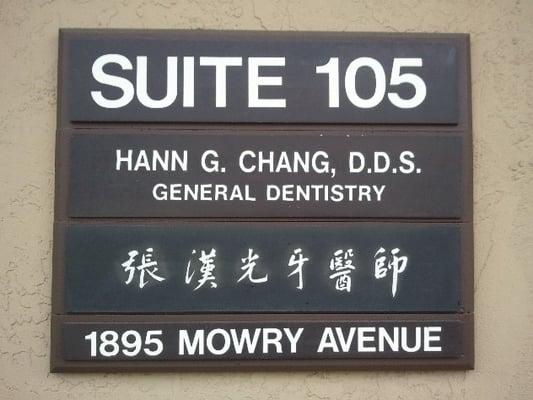 SUITE 105
HANN G. CHANG, D.D.S.
GENERAL DENTISTRY
張漢光牙醫師
1895 MOWRY AVENUE